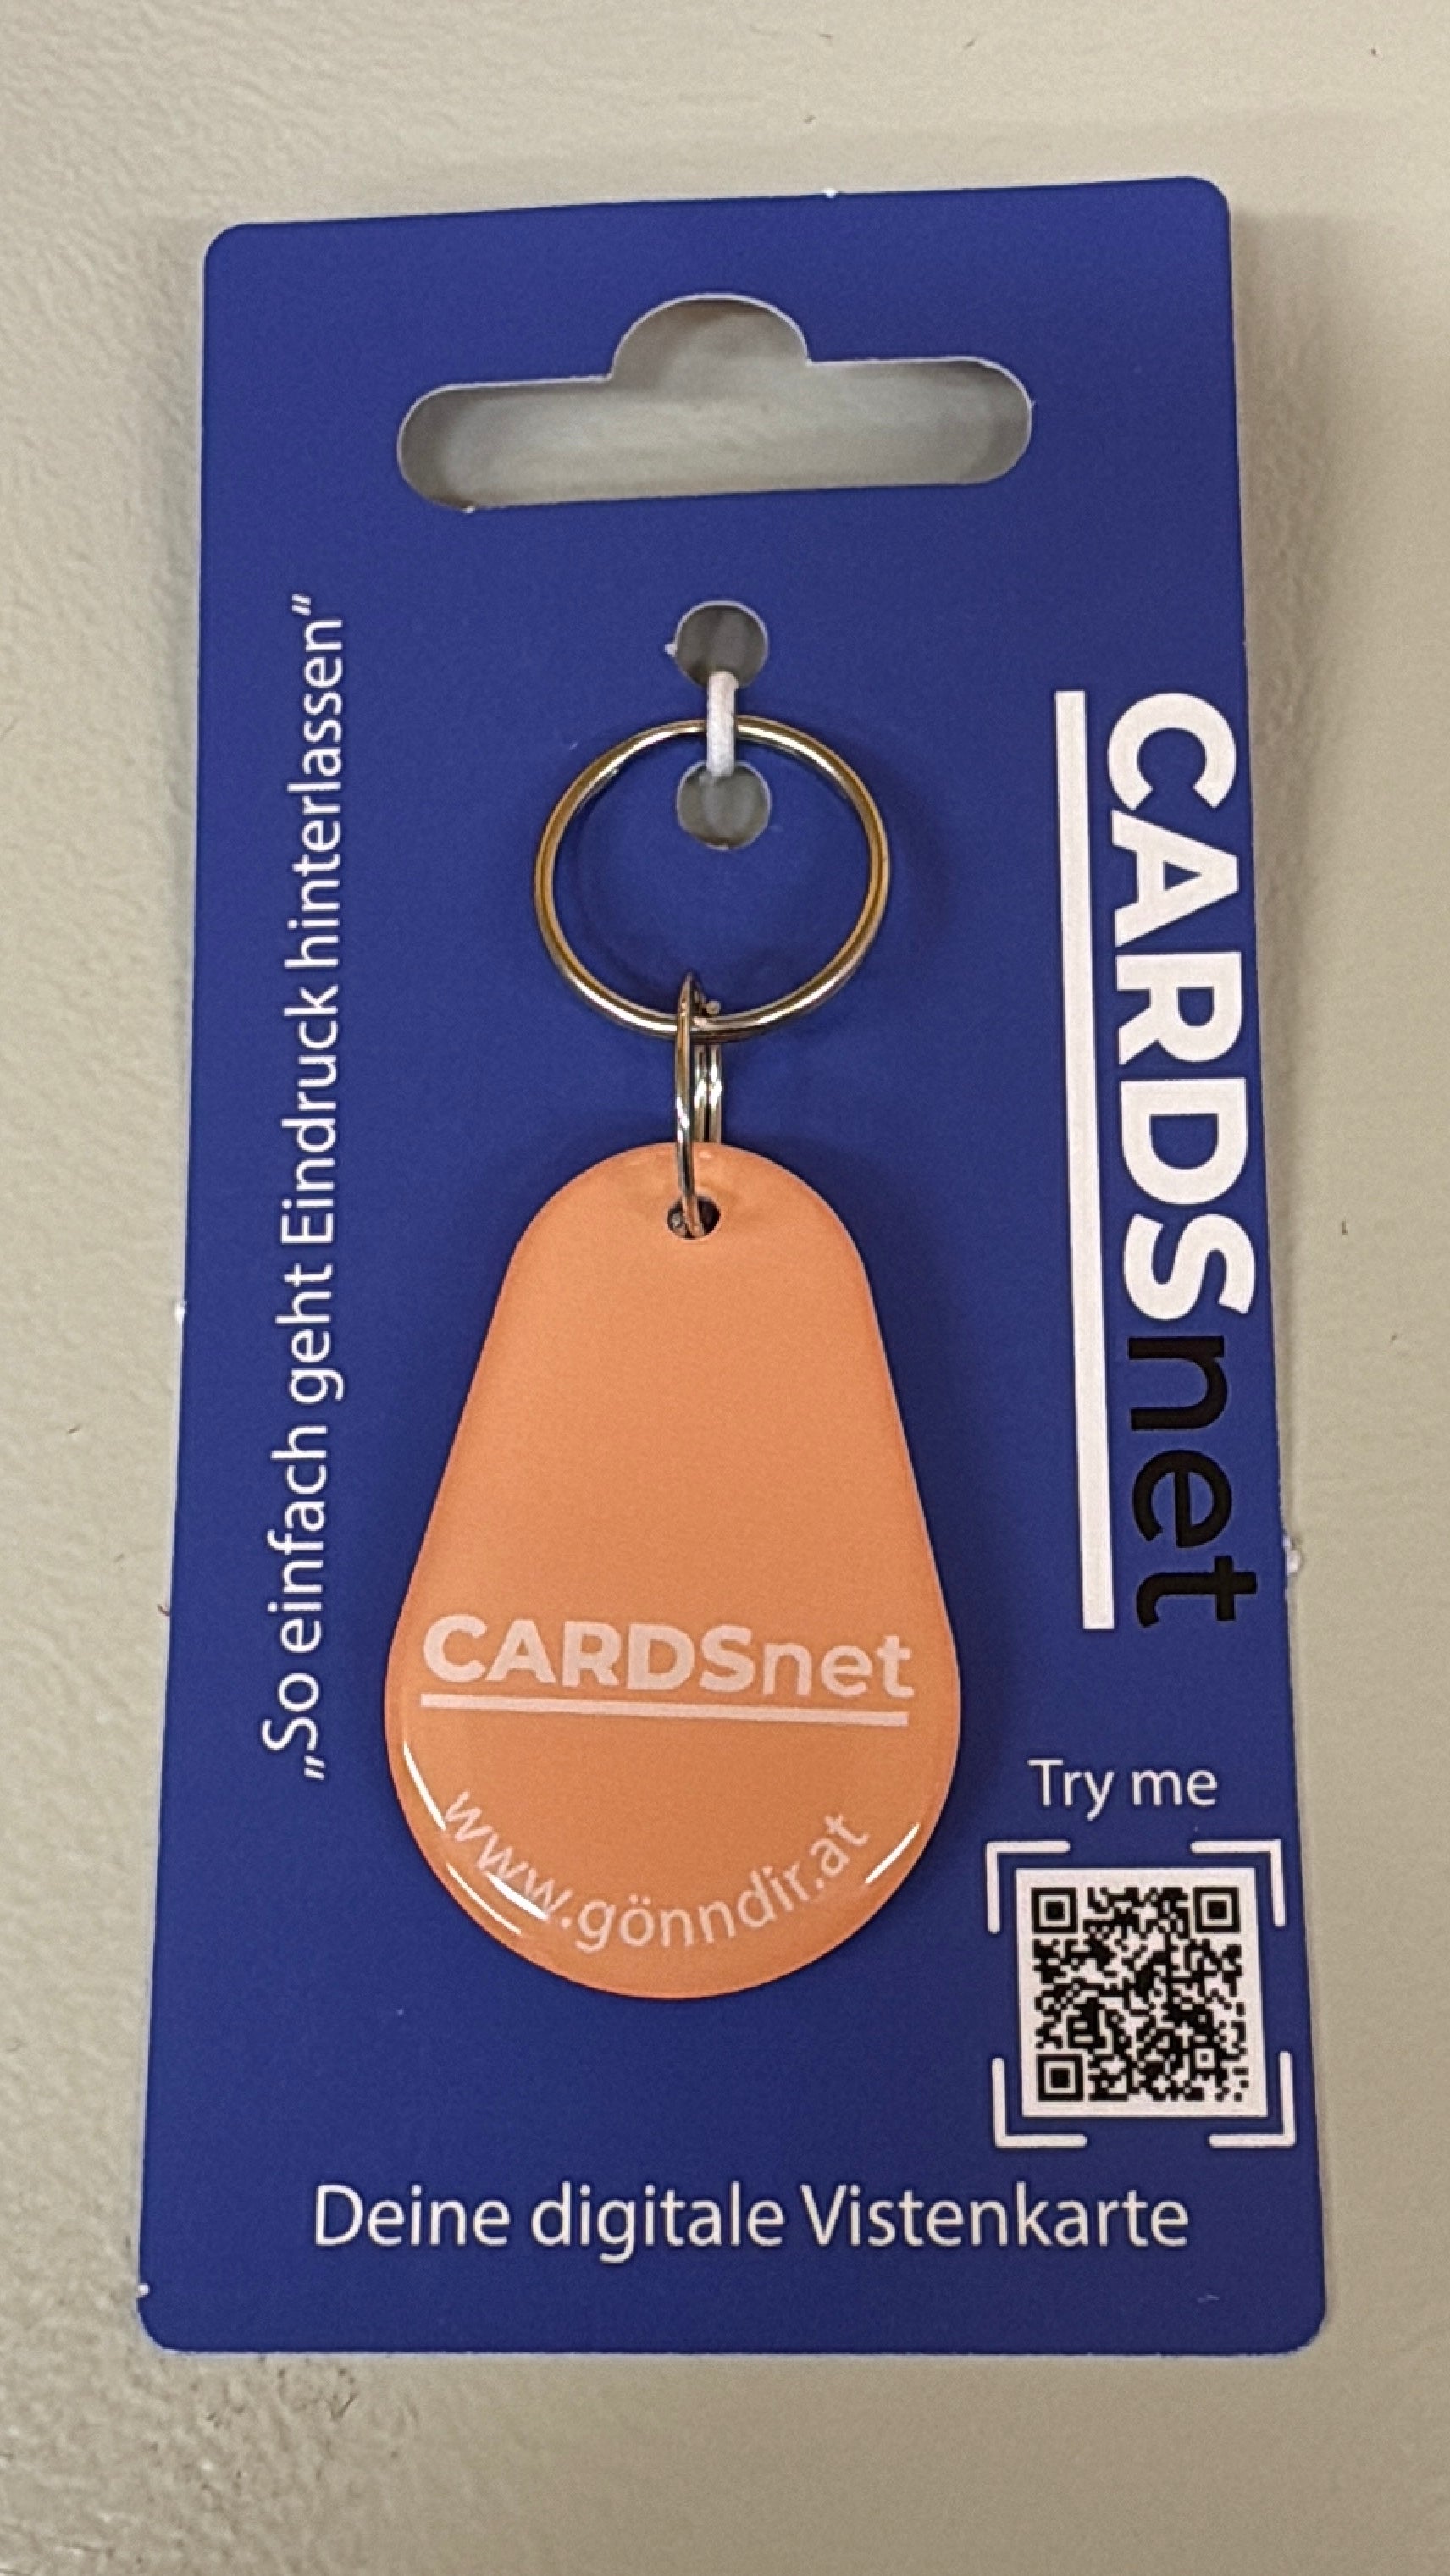 „So einfach geht Eindruck hinterlassen“
CARDSnet
CARDSnet
www.gönndir.at
Try me
Deine digitale Vistenkarte